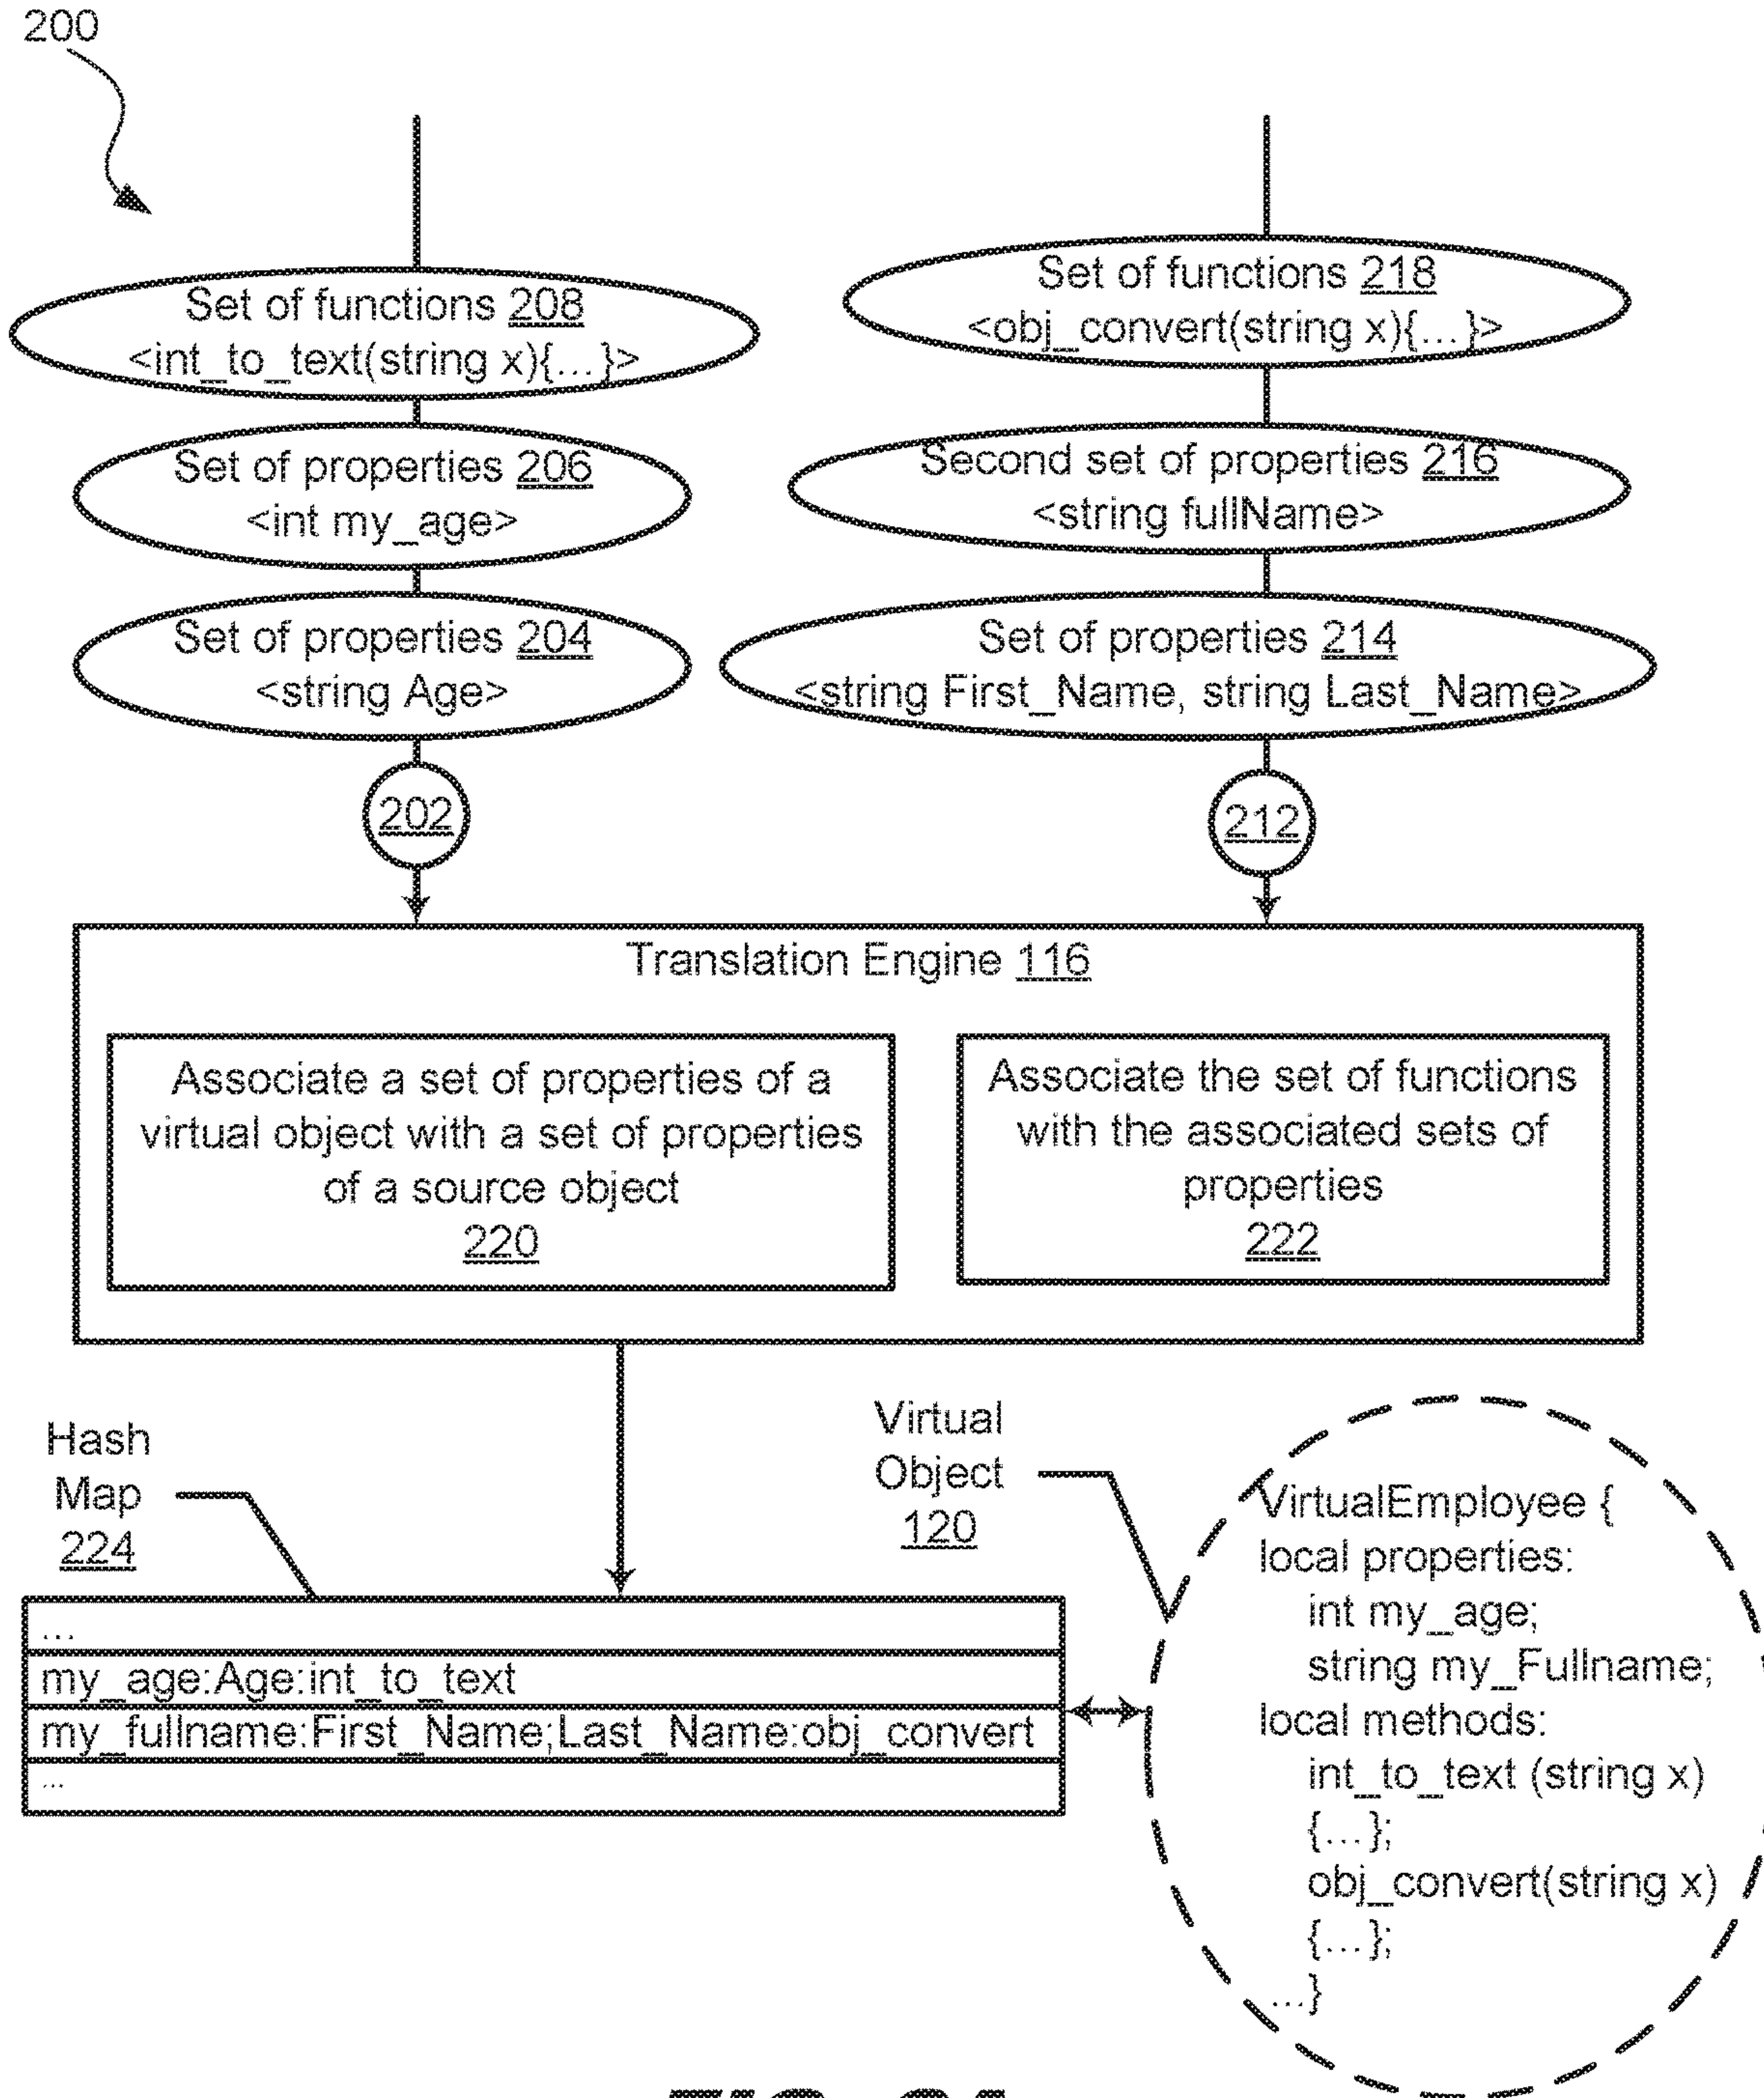 200
Set of functions 208
<int_to_text(string x){...}>
Set of properties 206
<int my_age>
Set of properties 204
<string Age>
202
Set of functions 218
<obj_convert(string x){...}>
Second set of properties 216
<string fullName>
Set of properties 214
<string First_Name, string Last_Name>
212
Translation Engine 116
Associate a set of properties of a
virtual object with a set of properties
of a source object
220
Associate the set of functions
with the associated sets of
properties
222
Hash
Map
224
...
my_age:Age:int_to_text
my_fullname:First_Name;Last_Name:obj_convert
...
Virtual
Object
120
VirtualEmployee {
local properties:
int my_age;
string my_Fullname;
local methods:
int_to_text (string x)
{...};
obj_convert(string x)
{...};
...}